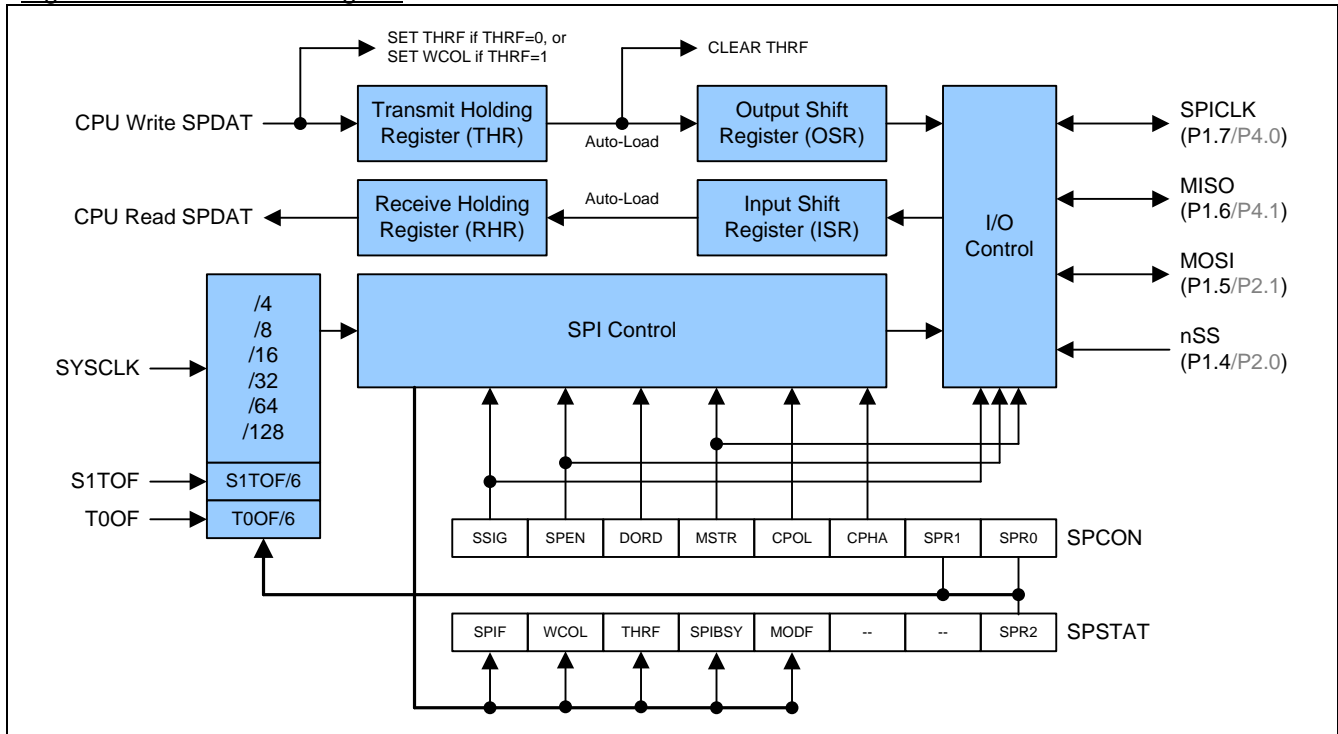 SET THRF if THRF=0, or
SET WCOL if THRF=1
CLEAR THRF
CPU Write SPDAT
Transmit Holding
Register (THR)
Auto-Load
Output Shift
Register (OSR)
SPICLK
(P1.7/P4.0)
CPU Read SPDAT
Receive Holding
Register (RHR)
Auto-Load
Input Shift
Register (ISR)
I/O
Control
MISO
(P1.6/P4.1)
MOSI
(P1.5/P2.1)
nSS
(P1.4/P2.0)
SYSCLK
/4
/8
/16
/32
/64
/128
SPI Control
S1TOF
S1TOF/6
T0OF
T0OF/6
SSIG SPEN DORD MSTR CPOL CPHA SPR1 SPR0 SPCON
SPIF WCOL THRF SPIBSY MODF -- -- SPR2 SPSTAT